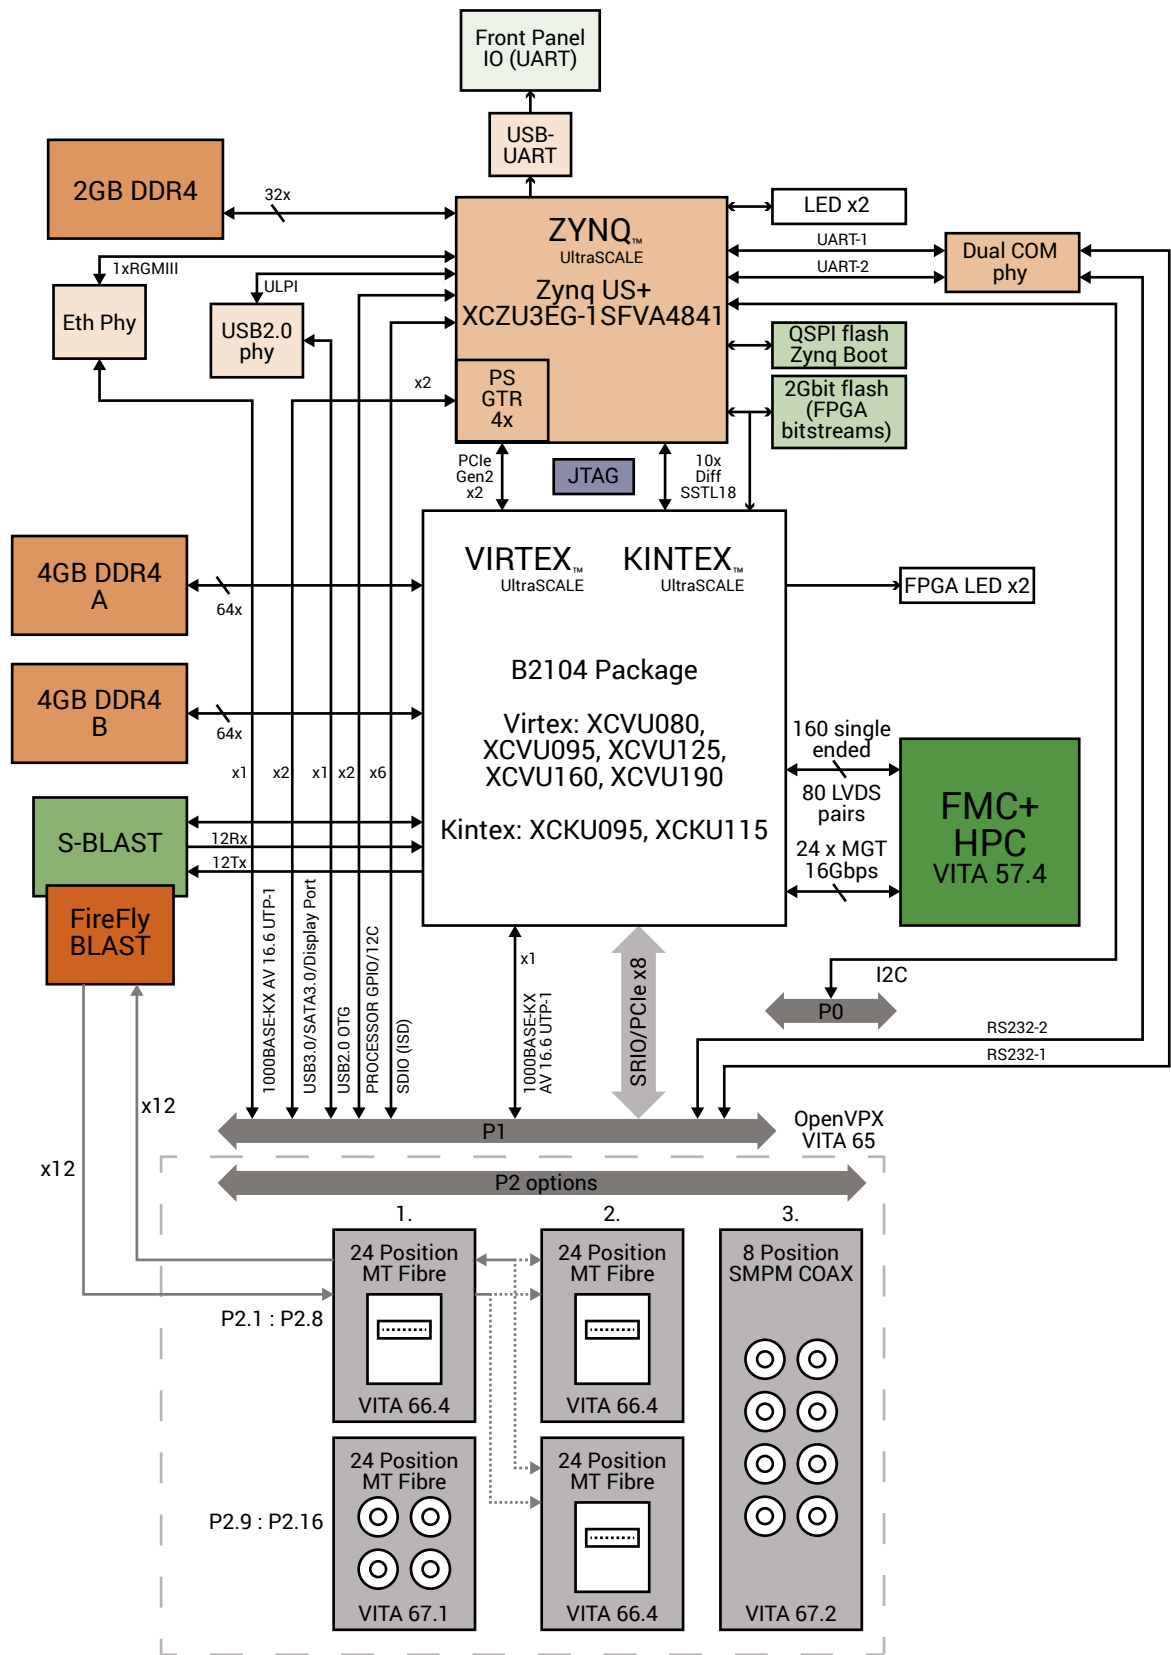 Front Panel
IO (UART)
USB-
UART
2GB DDR4
32x
ZYNQ™
UltraSCALE
Zynq US+
XCZU3EG-1SFVA4841
LED x2
UART-1
UART-2
Dual COM
phy
1xRGMIII
Eth Phy
ULPI
USB2.0
phy
QSPI flash
Zynq Boot
2Gbit flash
(FPGA
bitstreams)
x2
PS
GTR
4x
PCIe
Gen2
x2
JTAG
10x
Diff
SSTL18
VIRTEX™
UltraSCALE
KINTEX™
UltraSCALE
FPGA LED x2
4GB DDR4
A
64x
B2104 Package
Virtex: XCVU080,
XCVU095, XCVU125,
XCVU160, XCVU190
Kintex: XCKU095, XCKU115
4GB DDR4
B
64x
x1
x2
x1
x2
x6
160 single
ended
80 LVDS
pairs
24 x MGT
16Gbps
FMC+
HPC
VITA 57.4
S-BLAST
12Rx
12Tx
FireFly
BLAST
1000BASE-KX AV 16.6 UTP-1
USB3.0/SATA3.0/Display Port
USB2.0 OTG
PROCESSOR GPIO/12C
SDIO (ISD)
x1
1000BASE-KX
AV 16.6 UTP-1
SRIO/PCIe x8
I2C
P0
RS232-2
RS232-1
x12
x12
P1
OpenVPX
VITA 65
P2 options
1.
2.
3.
24 Position
MT Fibre
VITA 66.4
24 Position
MT Fibre
VITA 66.4
8 Position
SMPM COAX
P2.1 : P2.8
24 Position
MT Fibre
VITA 67.1
24 Position
MT Fibre
VITA 66.4
VITA 67.2
P2.9 : P2.16